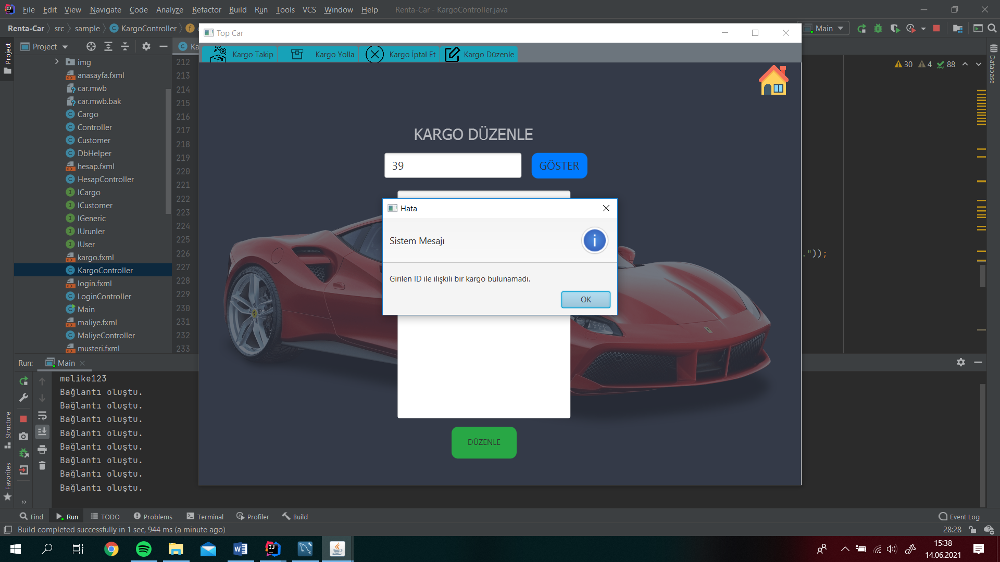 File Edit View Navigate Code Analyze Refactor Build Run Tools VCS Window Help Renta-Car - KargoController.java
Renta-Car src sample KargoController
Main
Top Car
Project
Kargo Takip Kargo Yolla Kargo İptal Et Kargo Düzenle
Project
Database
img
anasayfa.fxml
car.mwb
car.mwb.bak
Cargo
Controller
Customer
DbHelper
hesap.fxml
HesapController
ICargo
ICustomer
IGeneric
IUrunler
IUser
kargo.fxml
KargoController
login.fxml
LoginController
Main
maliye.fxml
MaliyeController
musteri.fxml
Ka
212
213
214
215
216
217
218
219
220
221
222
223
224
225
226
227
228
229
230
231
232
233
30 4 88
."));
KARGO DÜZENLE
39
GÖSTER
Hata
Sistem Mesajı
Girilen ID ile ilişkili bir kargo bulunamadı.
OK
DÜZENLE
Run: Main
melike123
Bağlantı oluştu.
Bağlantı oluştu.
Bağlantı oluştu.
Bağlantı oluştu.
Bağlantı oluştu.
Bağlantı oluştu.
Bağlantı oluştu.
Bağlantı oluştu.
Structure
Favorites
Find Run TODO Problems Terminal Profiler Build Event Log
Build completed successfully in 1 sec, 944 ms (a minute ago) 28:28
15:38
14.06.2021